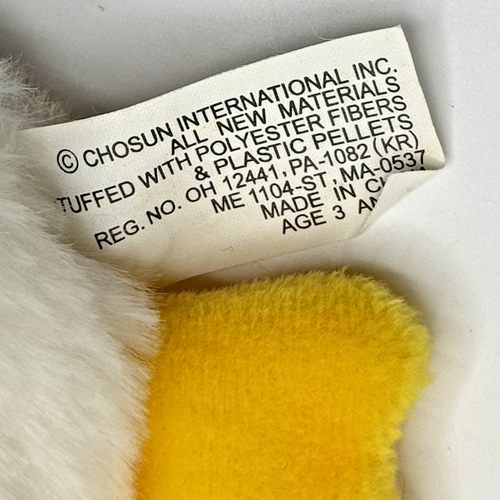 © CHOSUN INTERNATIONAL INC.
ALL NEW MATERIALS
TUFFED WITH POLYESTER FIBERS
& PLASTIC PELLETS
REG. NO. OH 12441, PA-1082 (KR)
ME 1104-ST , MA-0537
MADE IN
AGE 3